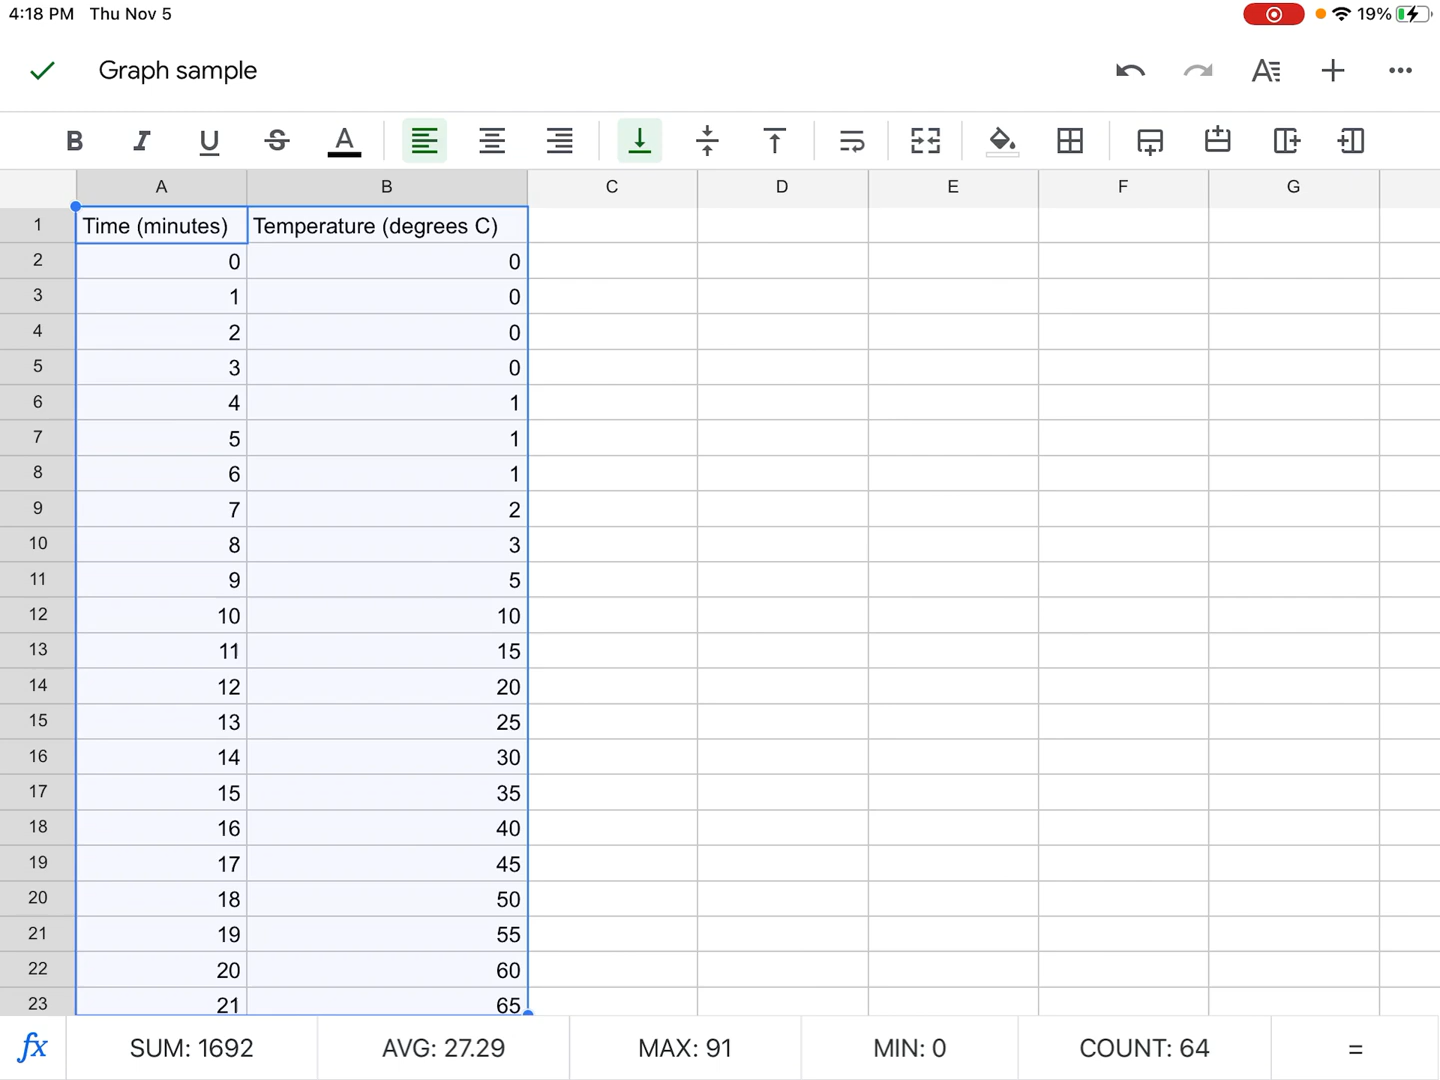 4:18 PM Thu Nov 5 19%
Graph sample
B I U S A
A B C D E F G
1 Time (minutes) Temperature (degrees C)
2 0 0
3 1 0
4 2 0
5 3 0
6 4 1
7 5 1
8 6 1
9 7 2
10 8 3
11 9 5
12 10 10
13 11 15
14 12 20
15 13 25
16 14 30
17 15 35
18 16 40
19 17 45
20 18 50
21 19 55
22 20 60
23 21 65
fx SUM: 1692 AVG: 27.29 MAX: 91 MIN: 0 COUNT: 64 =